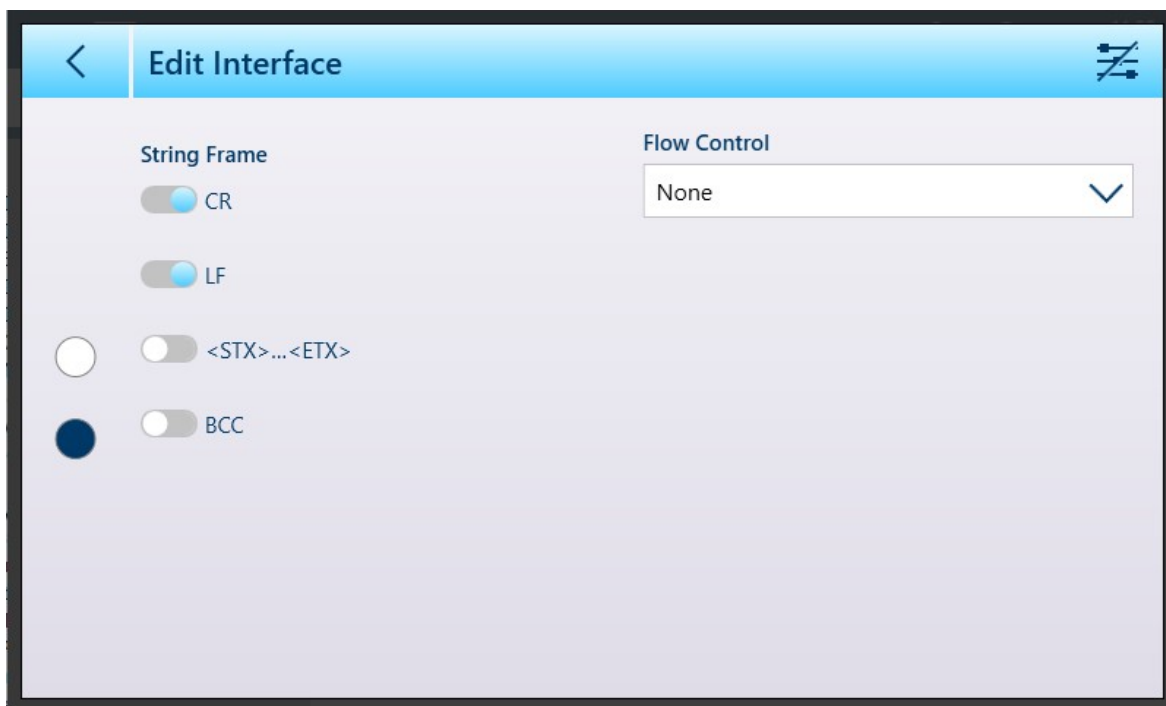 Edit Interface
String Frame
CR
LF
<STX>...<ETX>
BCC
Flow Control
None